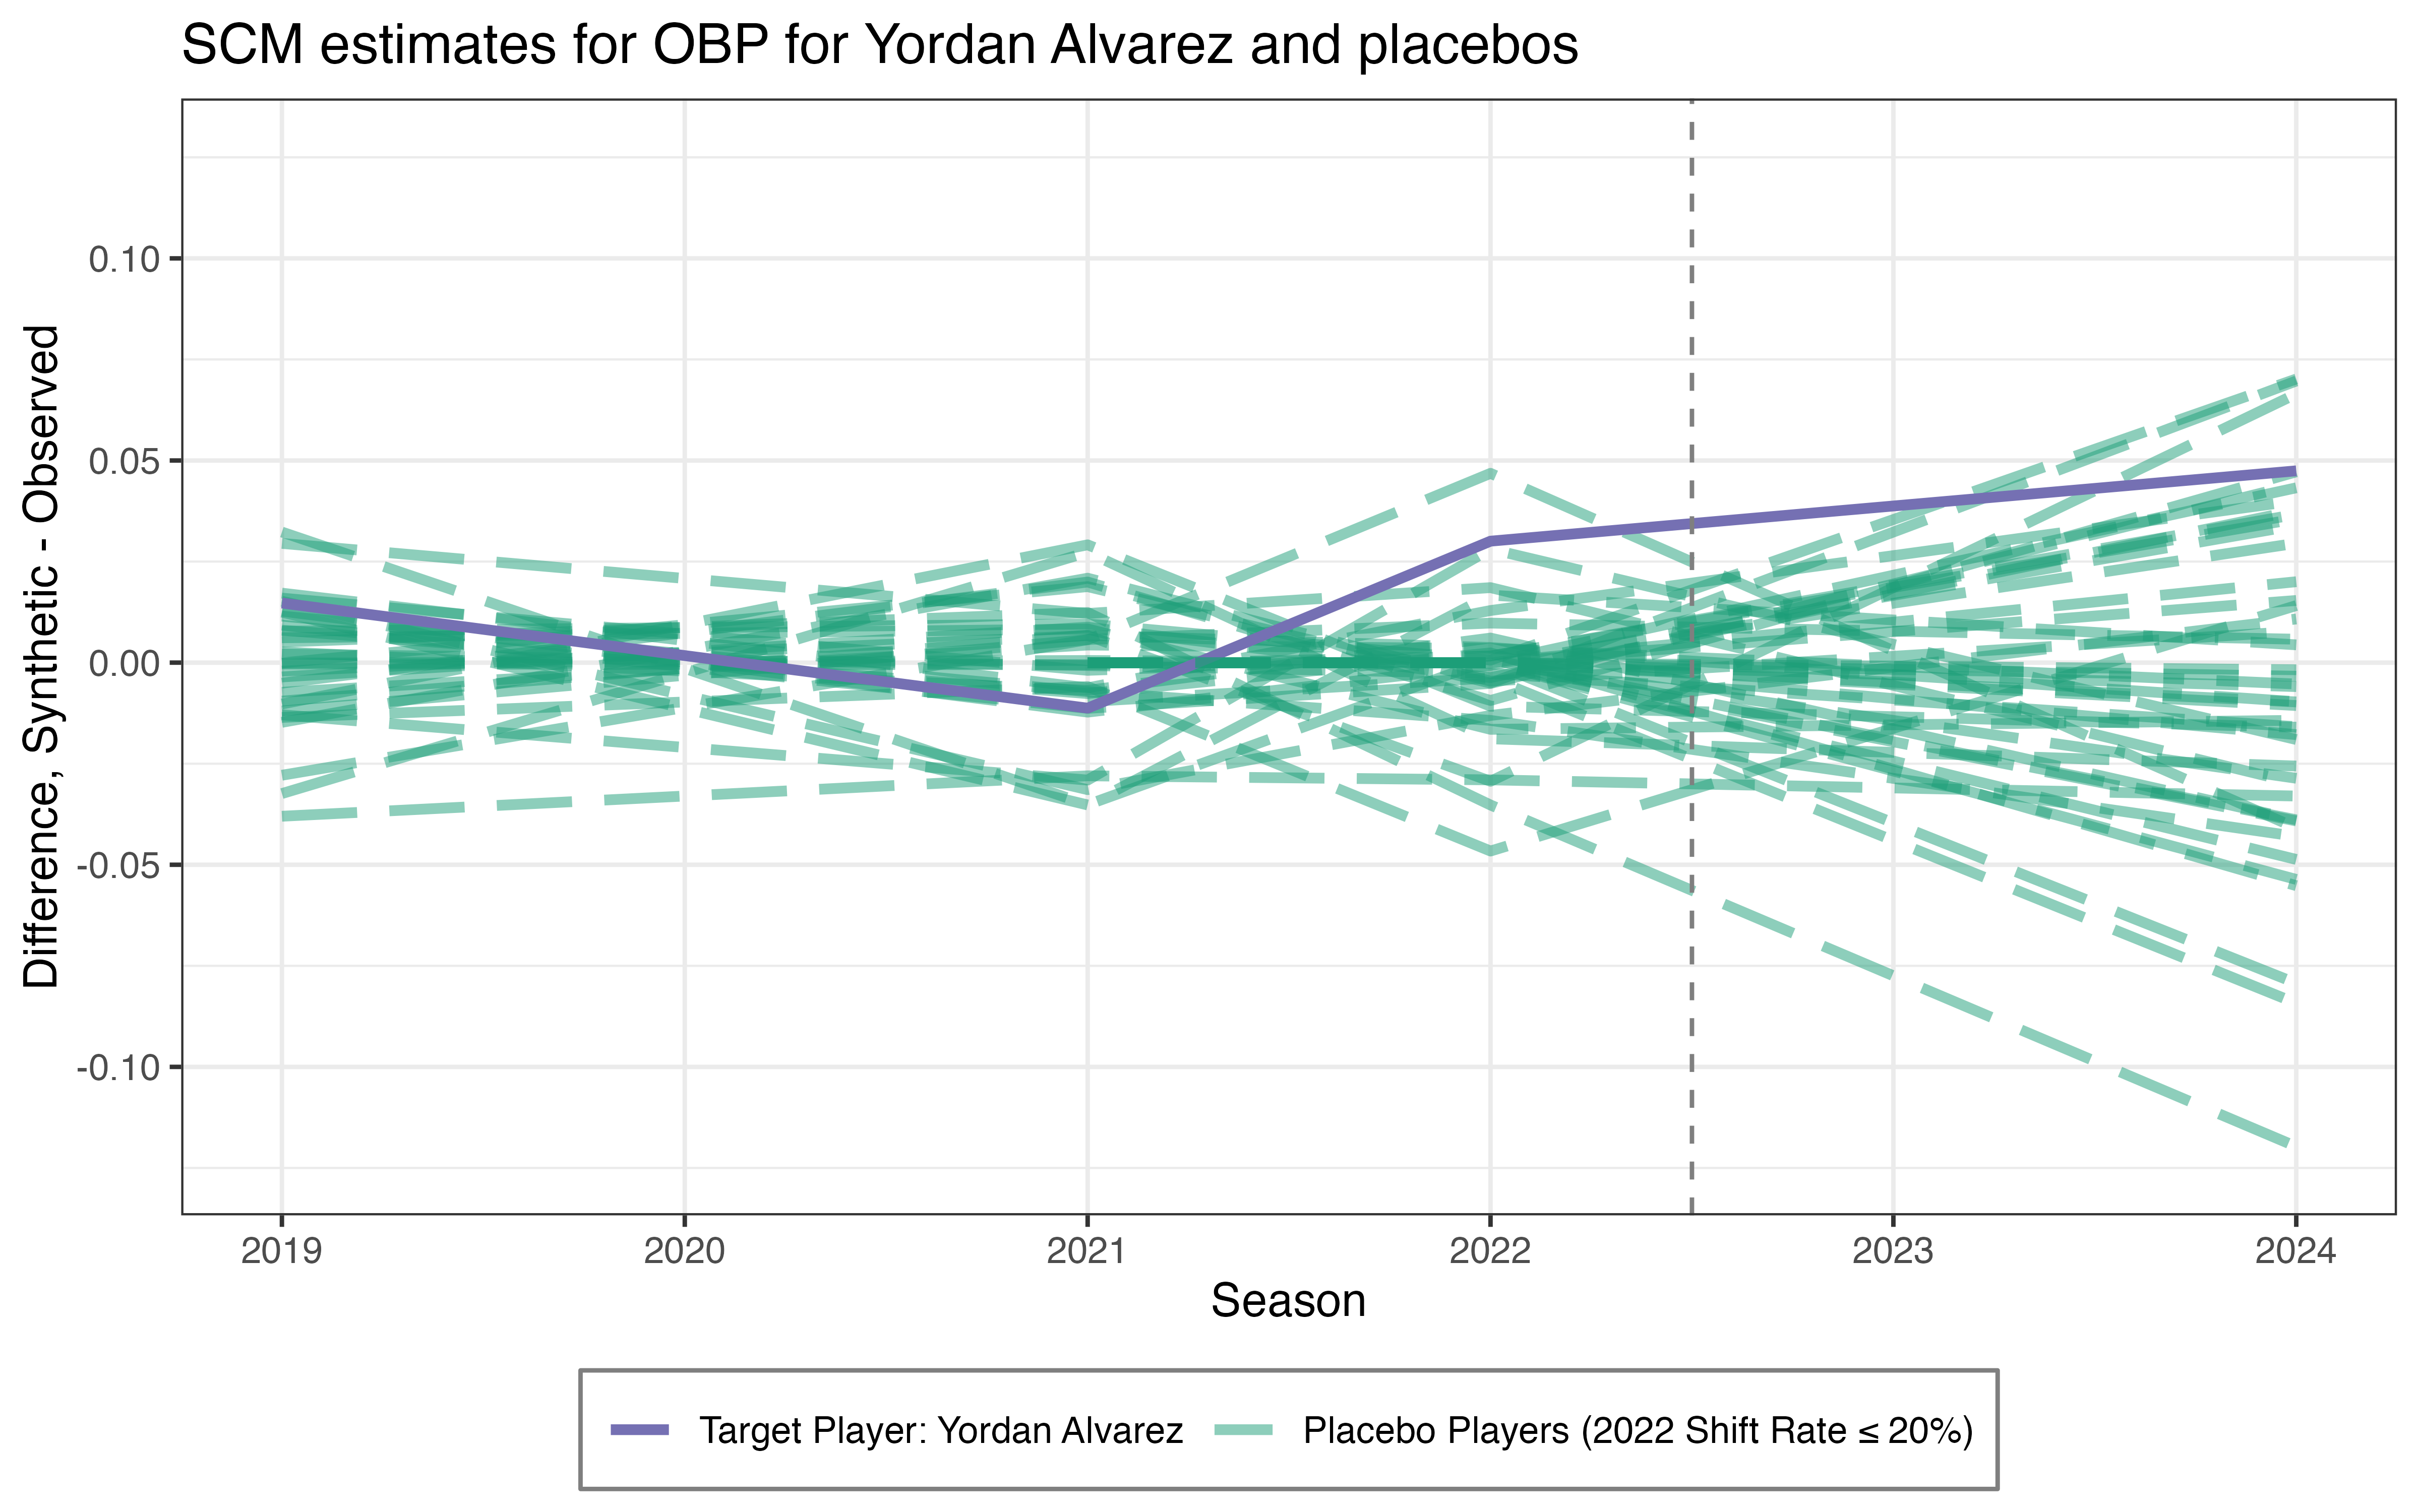 SCM estimates for OBP for Yordan Alvarez and placebos
Difference, Synthetic - Observed
0.10
0.05
0.00
-0.05
-0.10
2019 2020 2021 2022 2023 2024
Season
Target Player: Yordan Alvarez Placebo Players (2022 Shift Rate ≤ 20%)